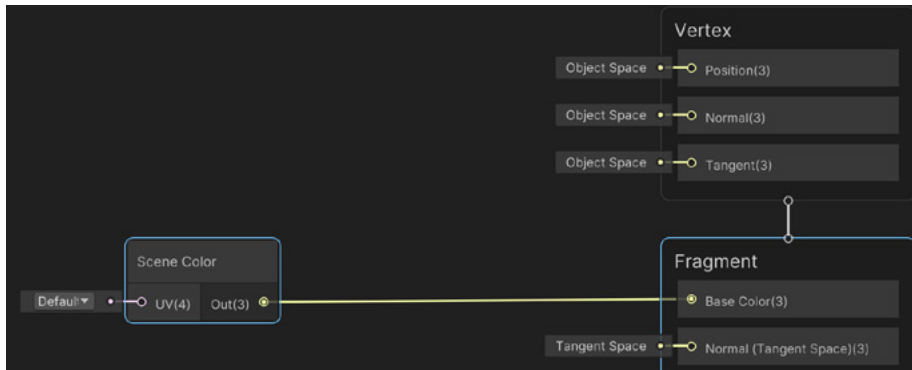 Vertex
Object Space
Position(3)
Object Space
Normal(3)
Object Space
Tangent(3)
Scene Color
Fragment
Default
UV(4)
Out(3)
Base Color(3)
Tangent Space
Normal (Tangent Space)(3)